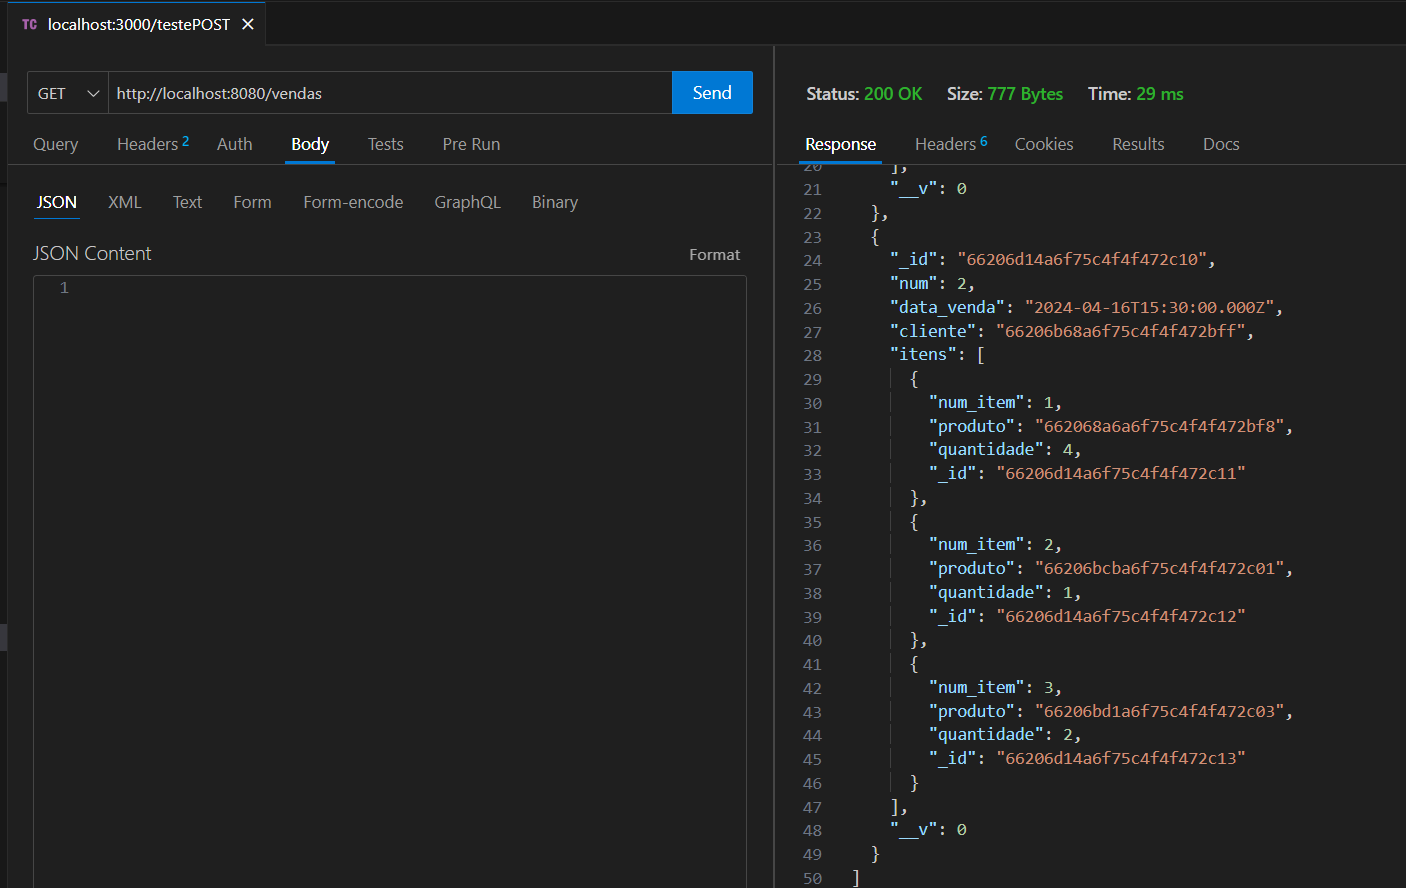 TC localhost:3000/testePOST
GET http://localhost:8080/vendas Send
Query Headers 2 Auth Body Tests Pre Run
JSON XML Text Form Form-encode GraphQL Binary
JSON Content Format
1
Status: 200 OK Size: 777 Bytes Time: 29 ms
Response Headers 6 Cookies Results Docs
20 ],
21 "__v": 0
22 },
23 {
24 "_id": "66206d14a6f75c4f4f472c10",
25 "num": 2,
26 "data_venda": "2024-04-16T15:30:00.000Z",
27 "cliente": "66206b68a6f75c4f4f472bff",
28 "itens": [
29 {
30 "num_item": 1,
31 "produto": "662068a6a6f75c4f4f472bf8",
32 "quantidade": 4,
33 "_id": "66206d14a6f75c4f4f472c11"
34 },
35 {
36 "num_item": 2,
37 "produto": "66206bcba6f75c4f4f472c01",
38 "quantidade": 1,
39 "_id": "66206d14a6f75c4f4f472c12"
40 },
41 {
42 "num_item": 3,
43 "produto": "66206bd1a6f75c4f4f472c03",
44 "quantidade": 2,
45 "_id": "66206d14a6f75c4f4f472c13"
46 }
47 ],
48 "__v": 0
49 }
50 ]